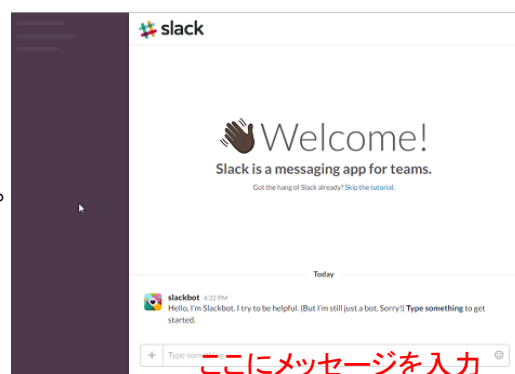 slack
Welcome!
Slack is a messaging app for teams.
Got the hang of Slack already? Skip the tutorial.
Today
slackbot 4:32 PM
Hello, I'm Slackbot. I try to be helpful. (But I'm still just a bot. Sorry!) Type something to get
started.
Type something
ここにメッセージを入力